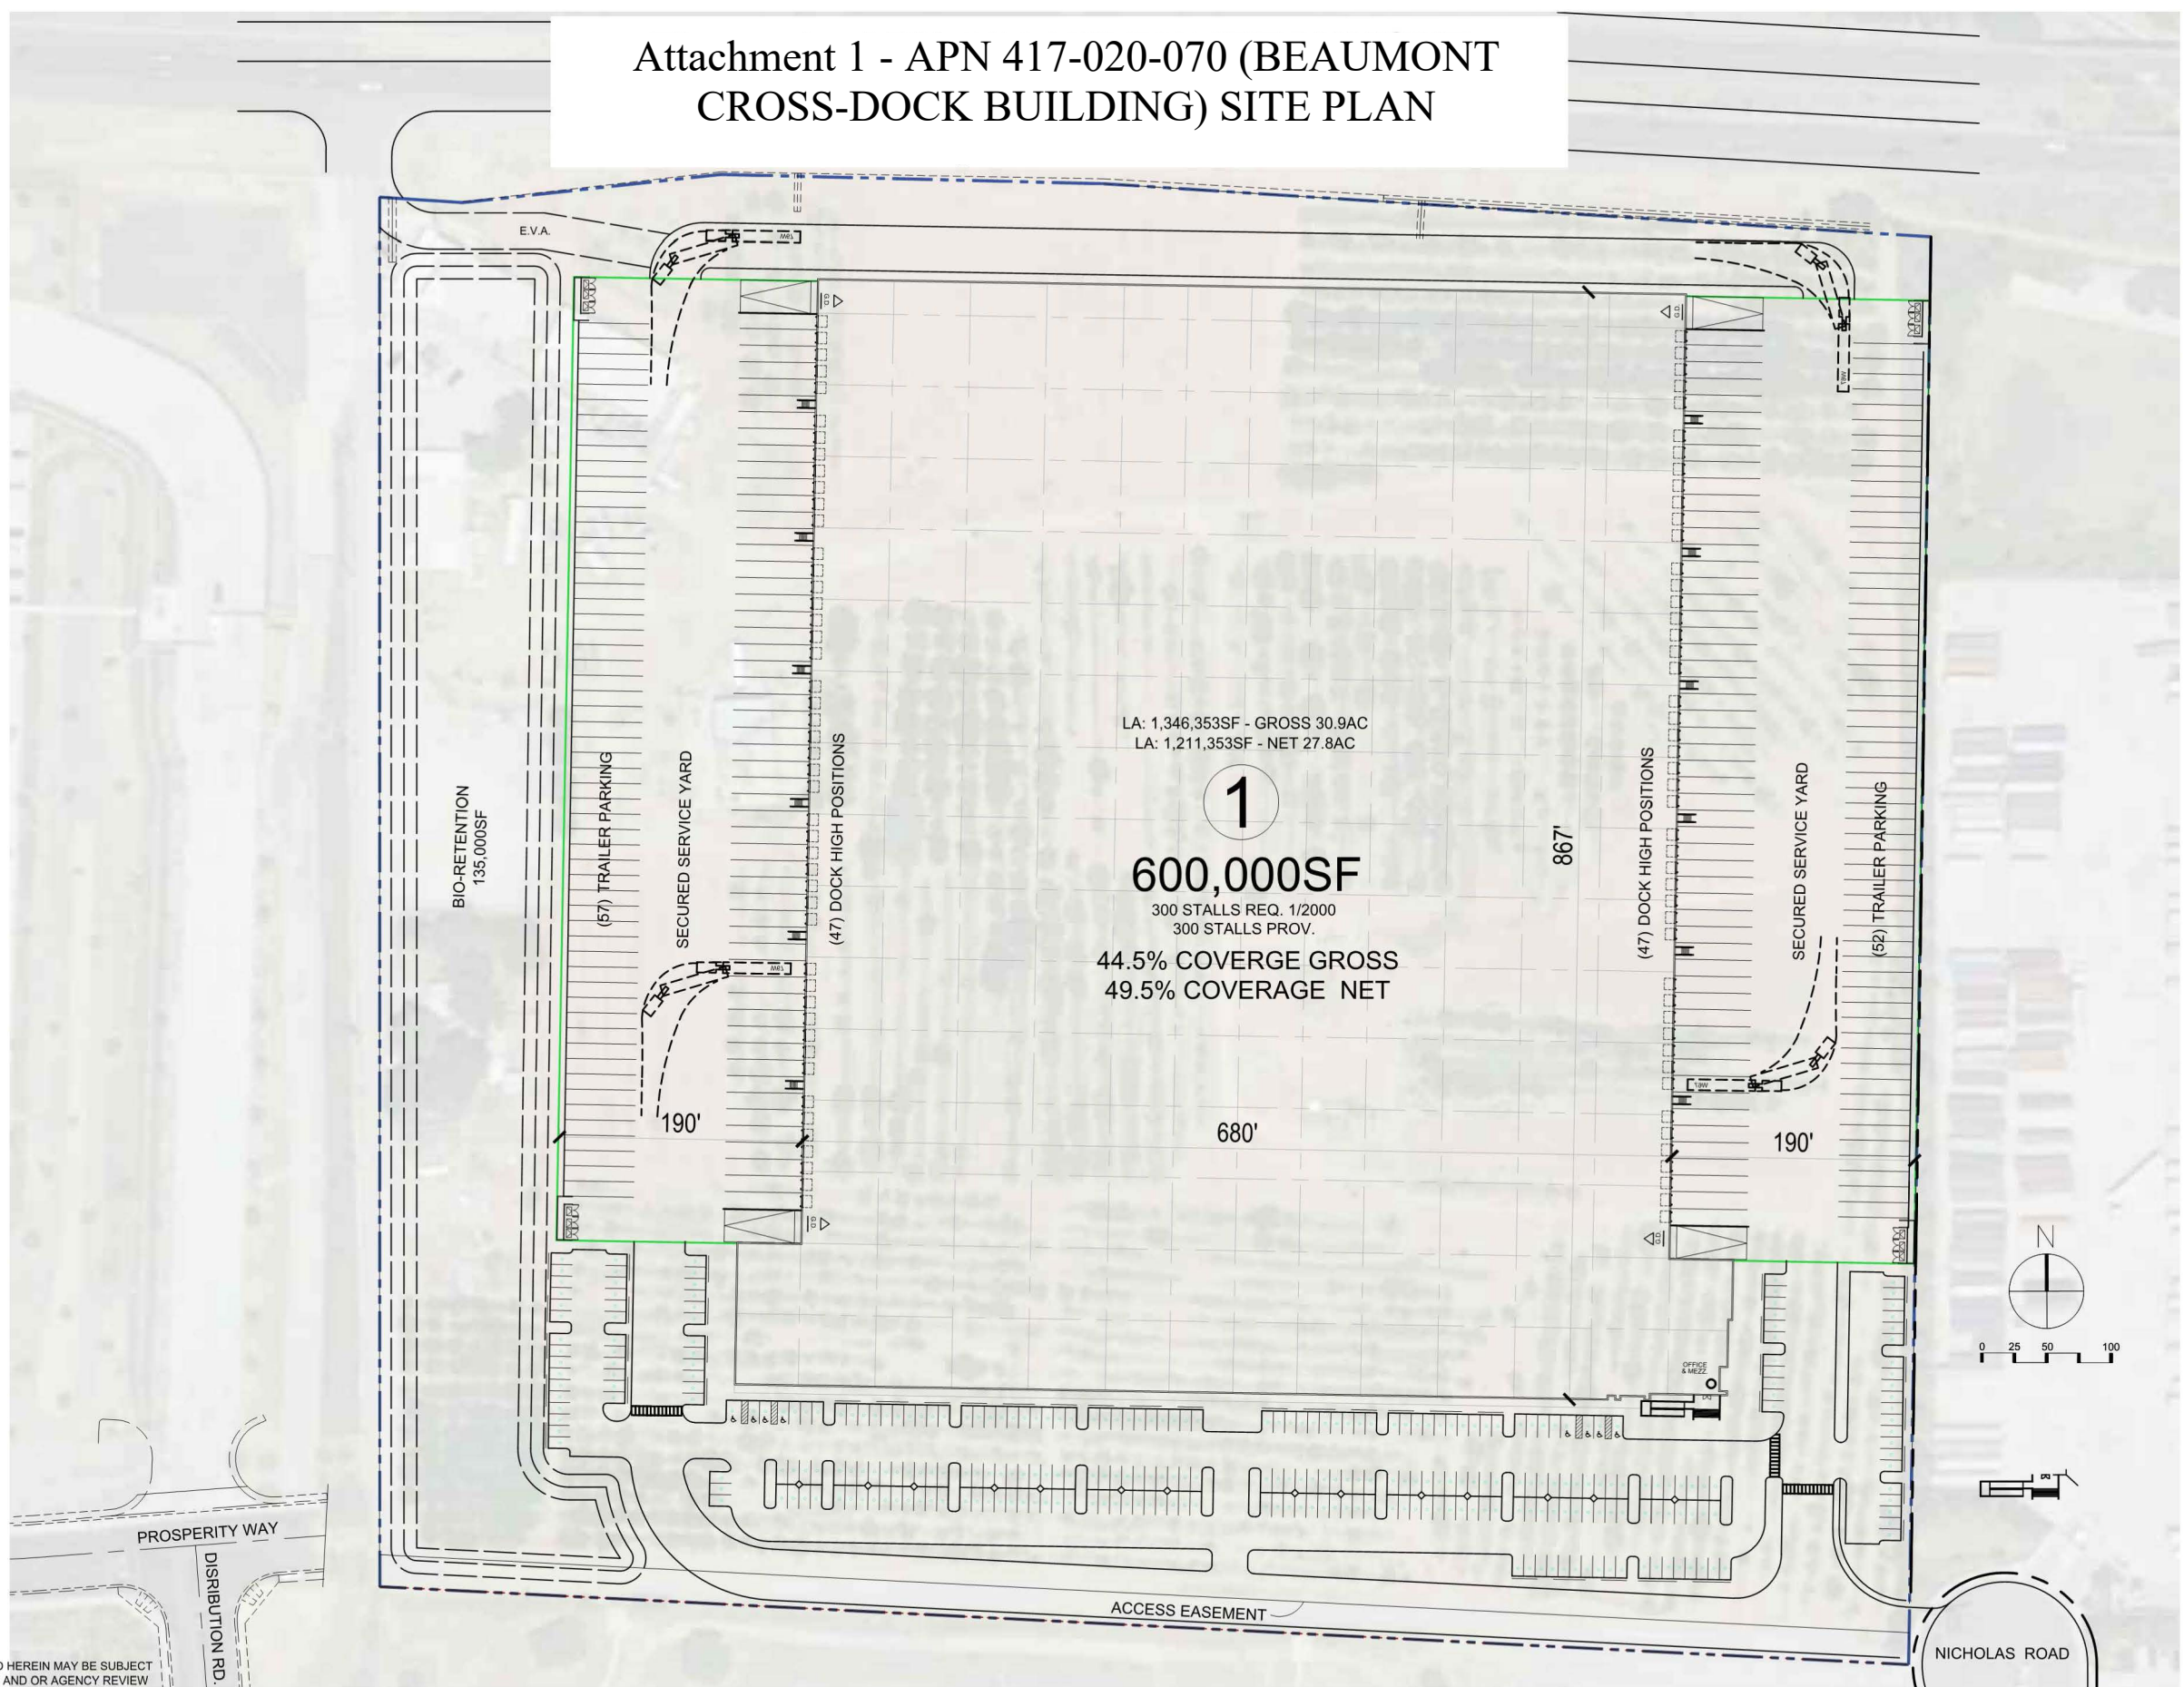 Attachment 1 - APN 417-020-070 (BEAUMONT
CROSS-DOCK BUILDING) SITE PLAN
E.V.A.
G.D.
G.D.
BIO-RETENTION
135,000SF
(57) TRAILER PARKING
SECURED SERVICE YARD
(47) DOCK HIGH POSITIONS
LA: 1,346,353SF - GROSS 30.9AC
LA: 1,211,353SF - NET 27.8AC
1
600,000SF
300 STALLS REQ. 1/2000
300 STALLS PROV.
44.5% COVERGE GROSS
49.5% COVERAGE NET
867'
(47) DOCK HIGH POSITIONS
SECURED SERVICE YARD
(52) TRAILER PARKING
190'
680'
190'
G.D.
G.D.
N
0 25 50 100
OFFICE
& MEZZ.
PROSPERITY WAY
DISRIBUTION RD.
ACCESS EASEMENT
NICHOLAS ROAD
HEREIN MAY BE SUBJECT
AND OR AGENCY REVIEW